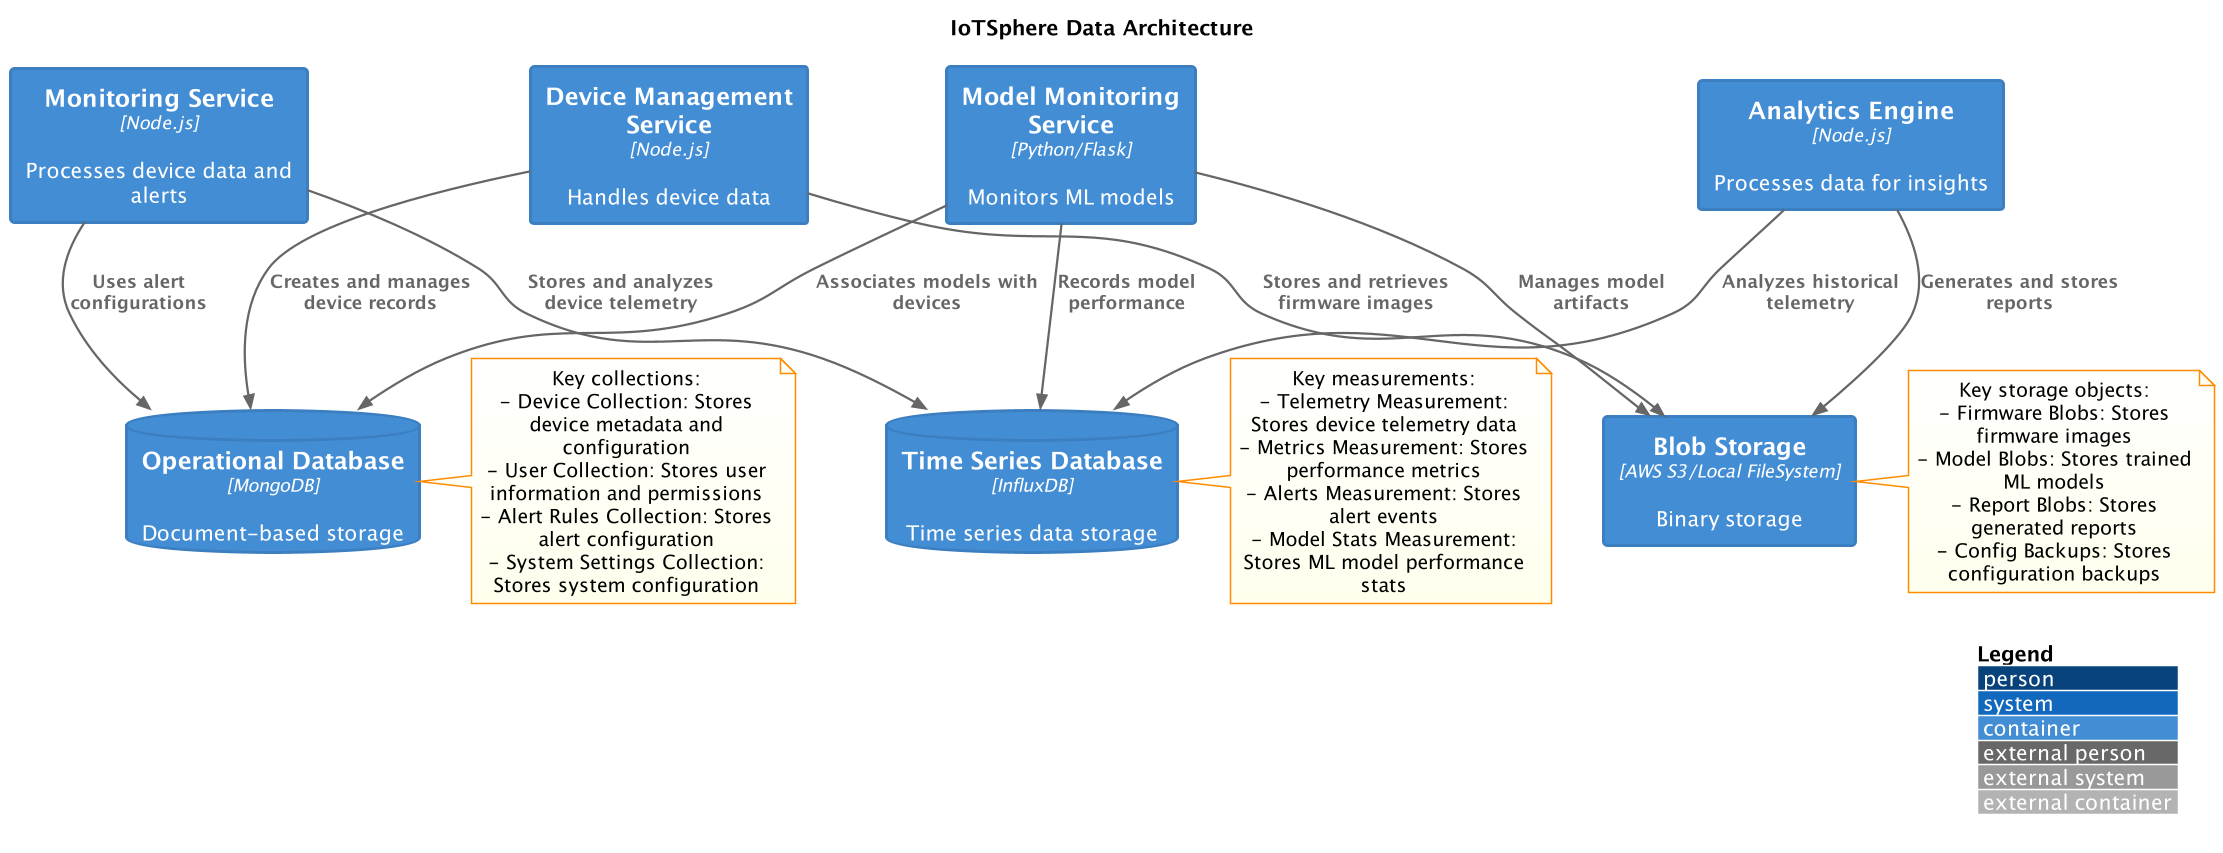 IoTSphere Data Architecture
Monitoring Service
[Node.js]
Processes device data and
alerts
Device Management
Service
[Node.js]
Handles device data
Model Monitoring
Service
[Python/Flask]
Monitors ML models
Analytics Engine
[Node.js]
Processes data for insights
Uses alert
configurations
Creates and manages
device records
Stores and analyzes
device telemetry
Associates models with
devices
Records model
performance
Stores and retrieves
firmware images
Manages model
artifacts
Analyzes historical
telemetry
Generates and stores
reports
Operational Database
[MongoDB]
Document-based storage
Key collections:
- Device Collection: Stores
device metadata and
configuration
- User Collection: Stores user
information and permissions
- Alert Rules Collection: Stores
alert configuration
- System Settings Collection:
Stores system configuration
Time Series Database
[InfluxDB]
Time series data storage
Key measurements:
- Telemetry Measurement:
Stores device telemetry data
- Metrics Measurement: Stores
performance metrics
- Alerts Measurement: Stores
alert events
- Model Stats Measurement:
Stores ML model performance
stats
Blob Storage
[AWS S3/Local FileSystem]
Binary storage
Key storage objects:
- Firmware Blobs: Stores
firmware images
- Model Blobs: Stores trained
ML models
- Report Blobs: Stores
generated reports
- Config Backups: Stores
configuration backups
Legend
person
system
container
external person
external system
external container